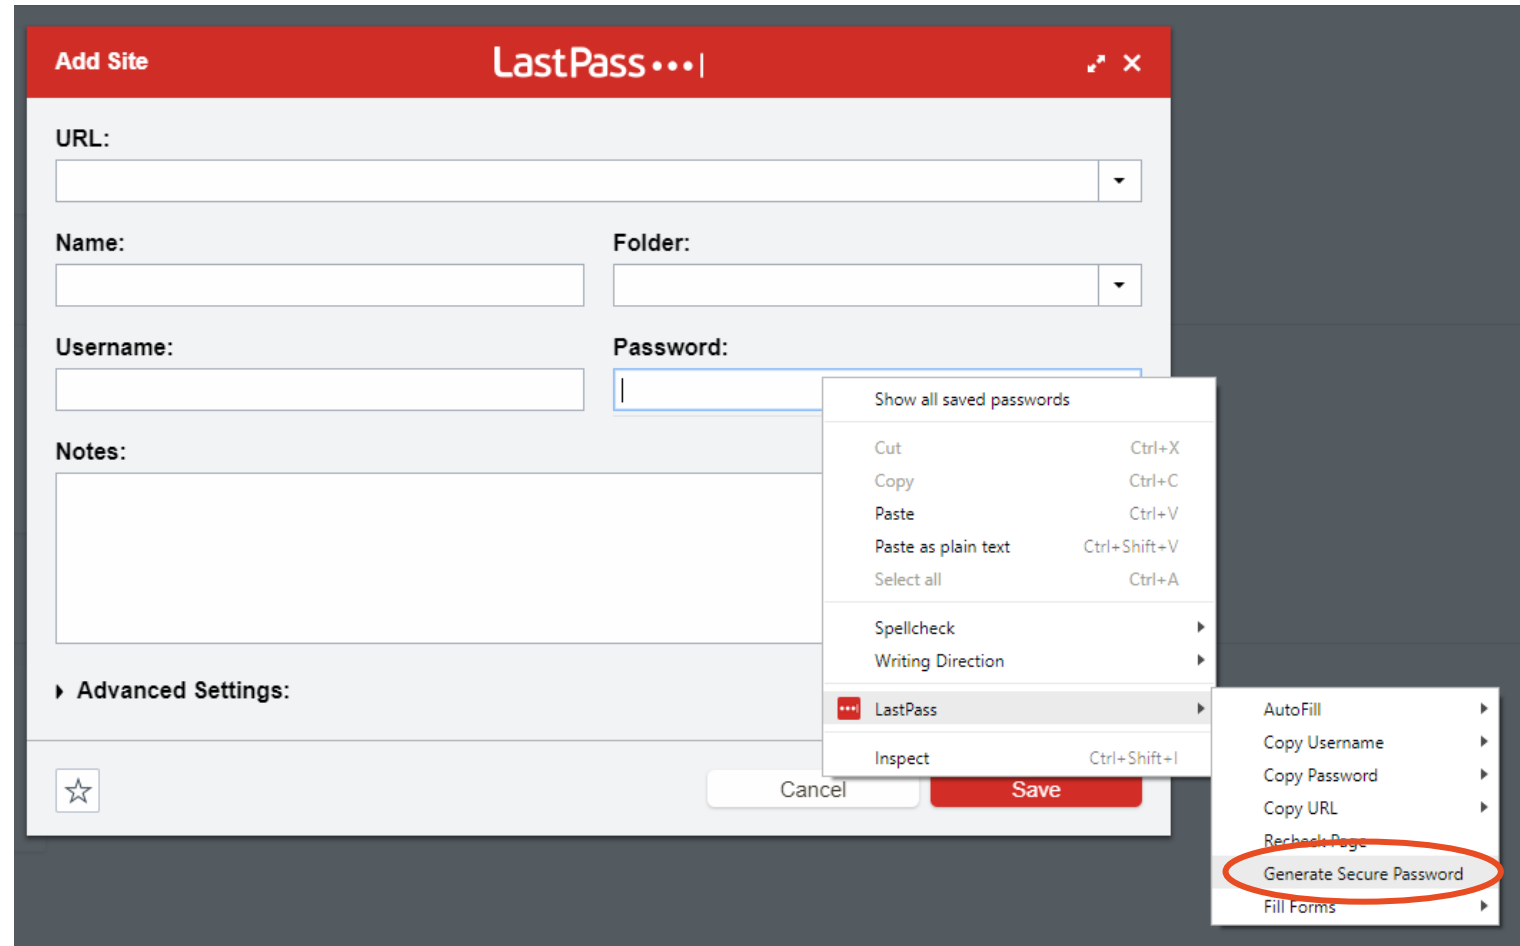 Add Site
LastPass
URL:
Name:
Folder:
Username:
Password:
Notes:
Advanced Settings:
Cancel
Save
Show all saved passwords
Cut Ctrl+X
Copy Ctrl+C
Paste Ctrl+V
Paste as plain text Ctrl+Shift+V
Select all Ctrl+A
Spellcheck
Writing Direction
LastPass
Inspect Ctrl+Shift+I
AutoFill
Copy Username
Copy Password
Copy URL
Recheck Page
Generate Secure Password
Fill Forms